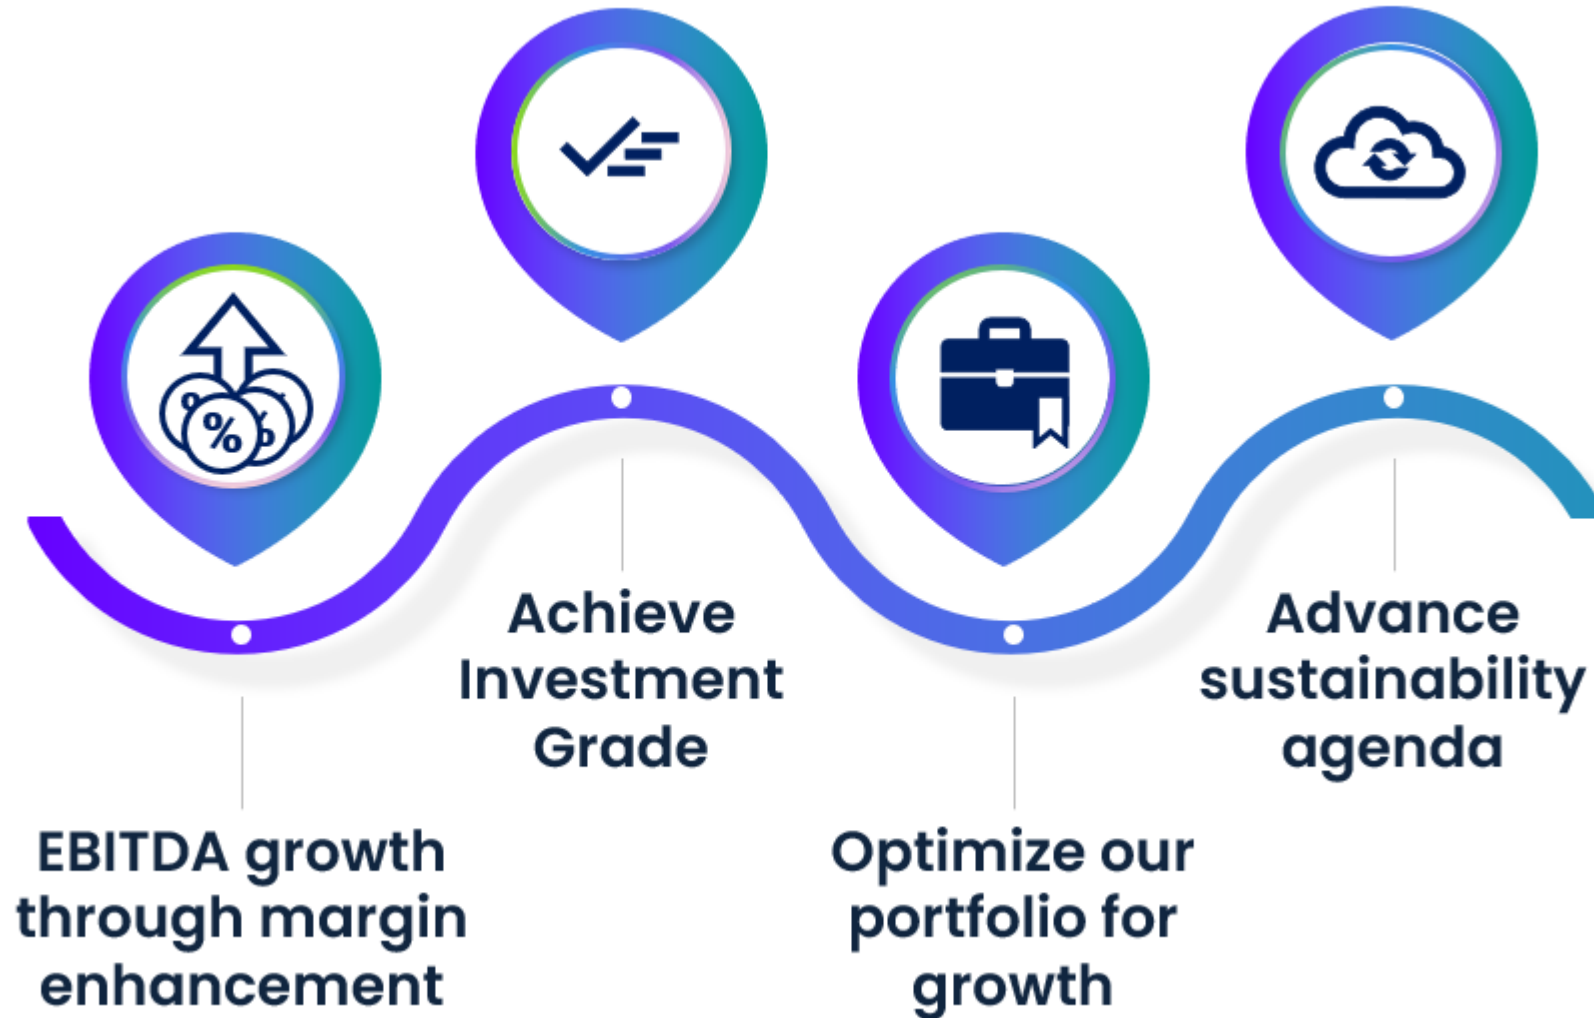 EBITDA growth
through margin
enhancement
Achieve
Investment
Grade
Optimize our
portfolio for
growth
Advance
sustainability
agenda
%
%
%